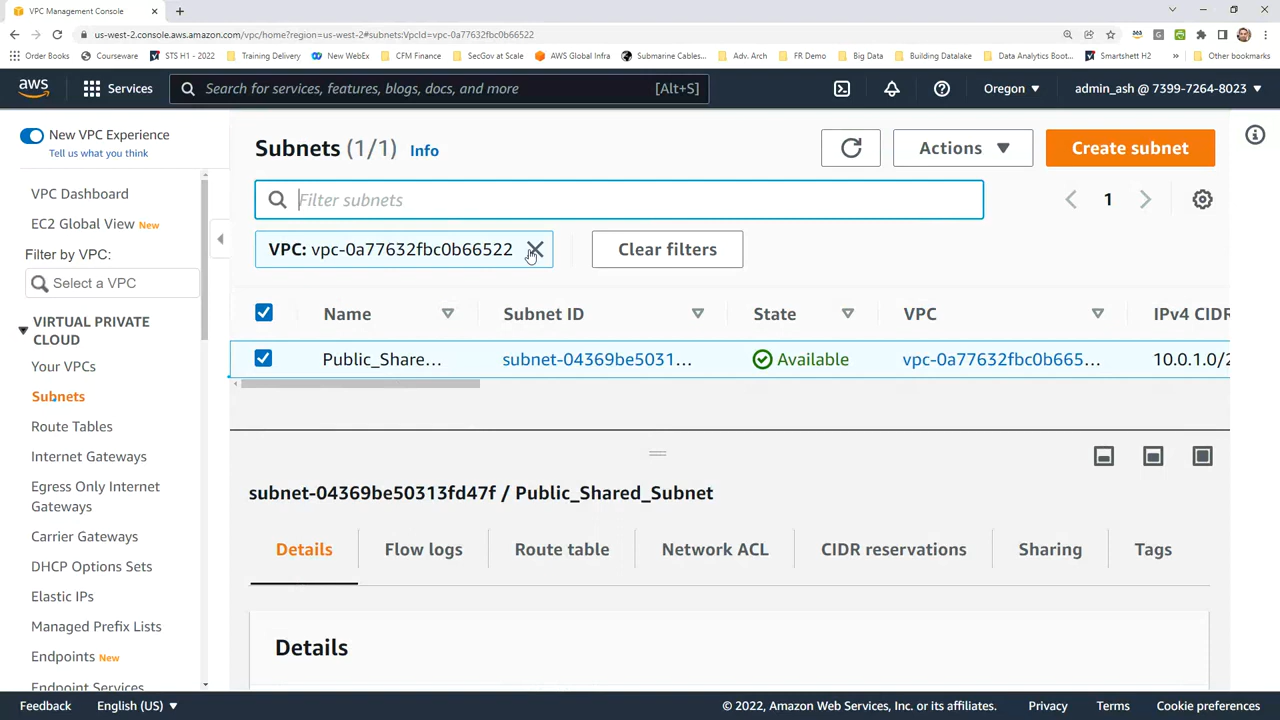 VPC Management Console
us-west-2.console.aws.amazon.com/vpc/home?region=us-west-2#subnets:VpcId=vpc-0a77632fbc0b66522
Order Books
Courseware
STS H1 - 2022
Training Delivery
New WebEx
CFM Finance
SecGov at Scale
AWS Global Infra
Submarine Cables...
Adv. Arch
FR Demo
Big Data
Building Datalake
Data Analytics Boot...
Smartshett H2
»
Other bookmarks
aws
Services
Search for services, features, blogs, docs, and more
[Alt+S]
Oregon
admin_ash @ 7399-7264-8023
New VPC Experience
Tell us what you think
VPC Dashboard
EC2 Global View New
Filter by VPC:
Select a VPC
VIRTUAL PRIVATE
CLOUD
Your VPCs
Subnets
Route Tables
Internet Gateways
Egress Only Internet
Gateways
Carrier Gateways
DHCP Options Sets
Elastic IPs
Managed Prefix Lists
Endpoints New
Endpoint Services
Subnets (1/1) Info
Actions
Create subnet
Filter subnets
1
VPC: vpc-0a77632fbc0b66522
Clear filters
Name
Subnet ID
State
VPC
IPv4 CIDR
Public_Share...
subnet-04369be5031...
Available
vpc-0a77632fbc0b665...
10.0.1.0/2
subnet-04369be50313fd47f / Public_Shared_Subnet
Details
Flow logs
Route table
Network ACL
CIDR reservations
Sharing
Tags
Details
Feedback
English (US)
© 2022, Amazon Web Services, Inc. or its affiliates.
Privacy
Terms
Cookie preferences